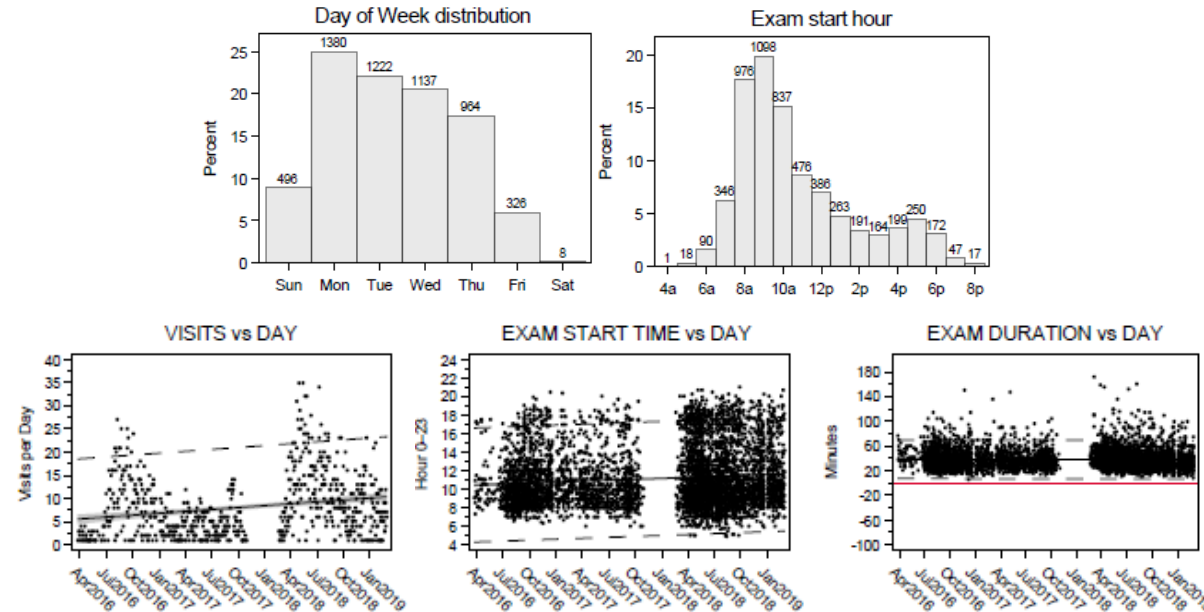 Day of Week distribution
Percent
25
20
15
10
5
0
496
1380
1222
1137
964
326
8
Sun Mon Tue Wed Thu Fri Sat
Exam start hour
Percent
20
15
10
5
0
1
18
90
346
976
1098
837
476
386
263
191
164
199
250
172
47
17
4a 6a 8a 10a 12p 2p 4p 6p 8p
VISITS vs DAY
Visits per Day
40
35
30
25
20
15
10
5
0
Apr2016
Jul2016
Oct2016
Jan2017
Apr2017
Jul2017
Oct2017
Jan2018
Apr2018
Jul2018
Oct2018
Jan2019
EXAM START TIME vs DAY
Hour 0-23
24
22
20
18
16
14
12
10
8
6
4
Apr2016
Jul2016
Oct2016
Jan2017
Apr2017
Jul2017
Oct2017
Jan2018
Apr2018
Jul2018
Oct2018
Jan2019
EXAM DURATION vs DAY
Minutes
180
140
100
60
20
-20
-60
-100
Apr2016
Jul2016
Oct2016
Jan2017
Apr2017
Jul2017
Oct2017
Jan2018
Apr2018
Jul2018
Oct2018
Jan2019